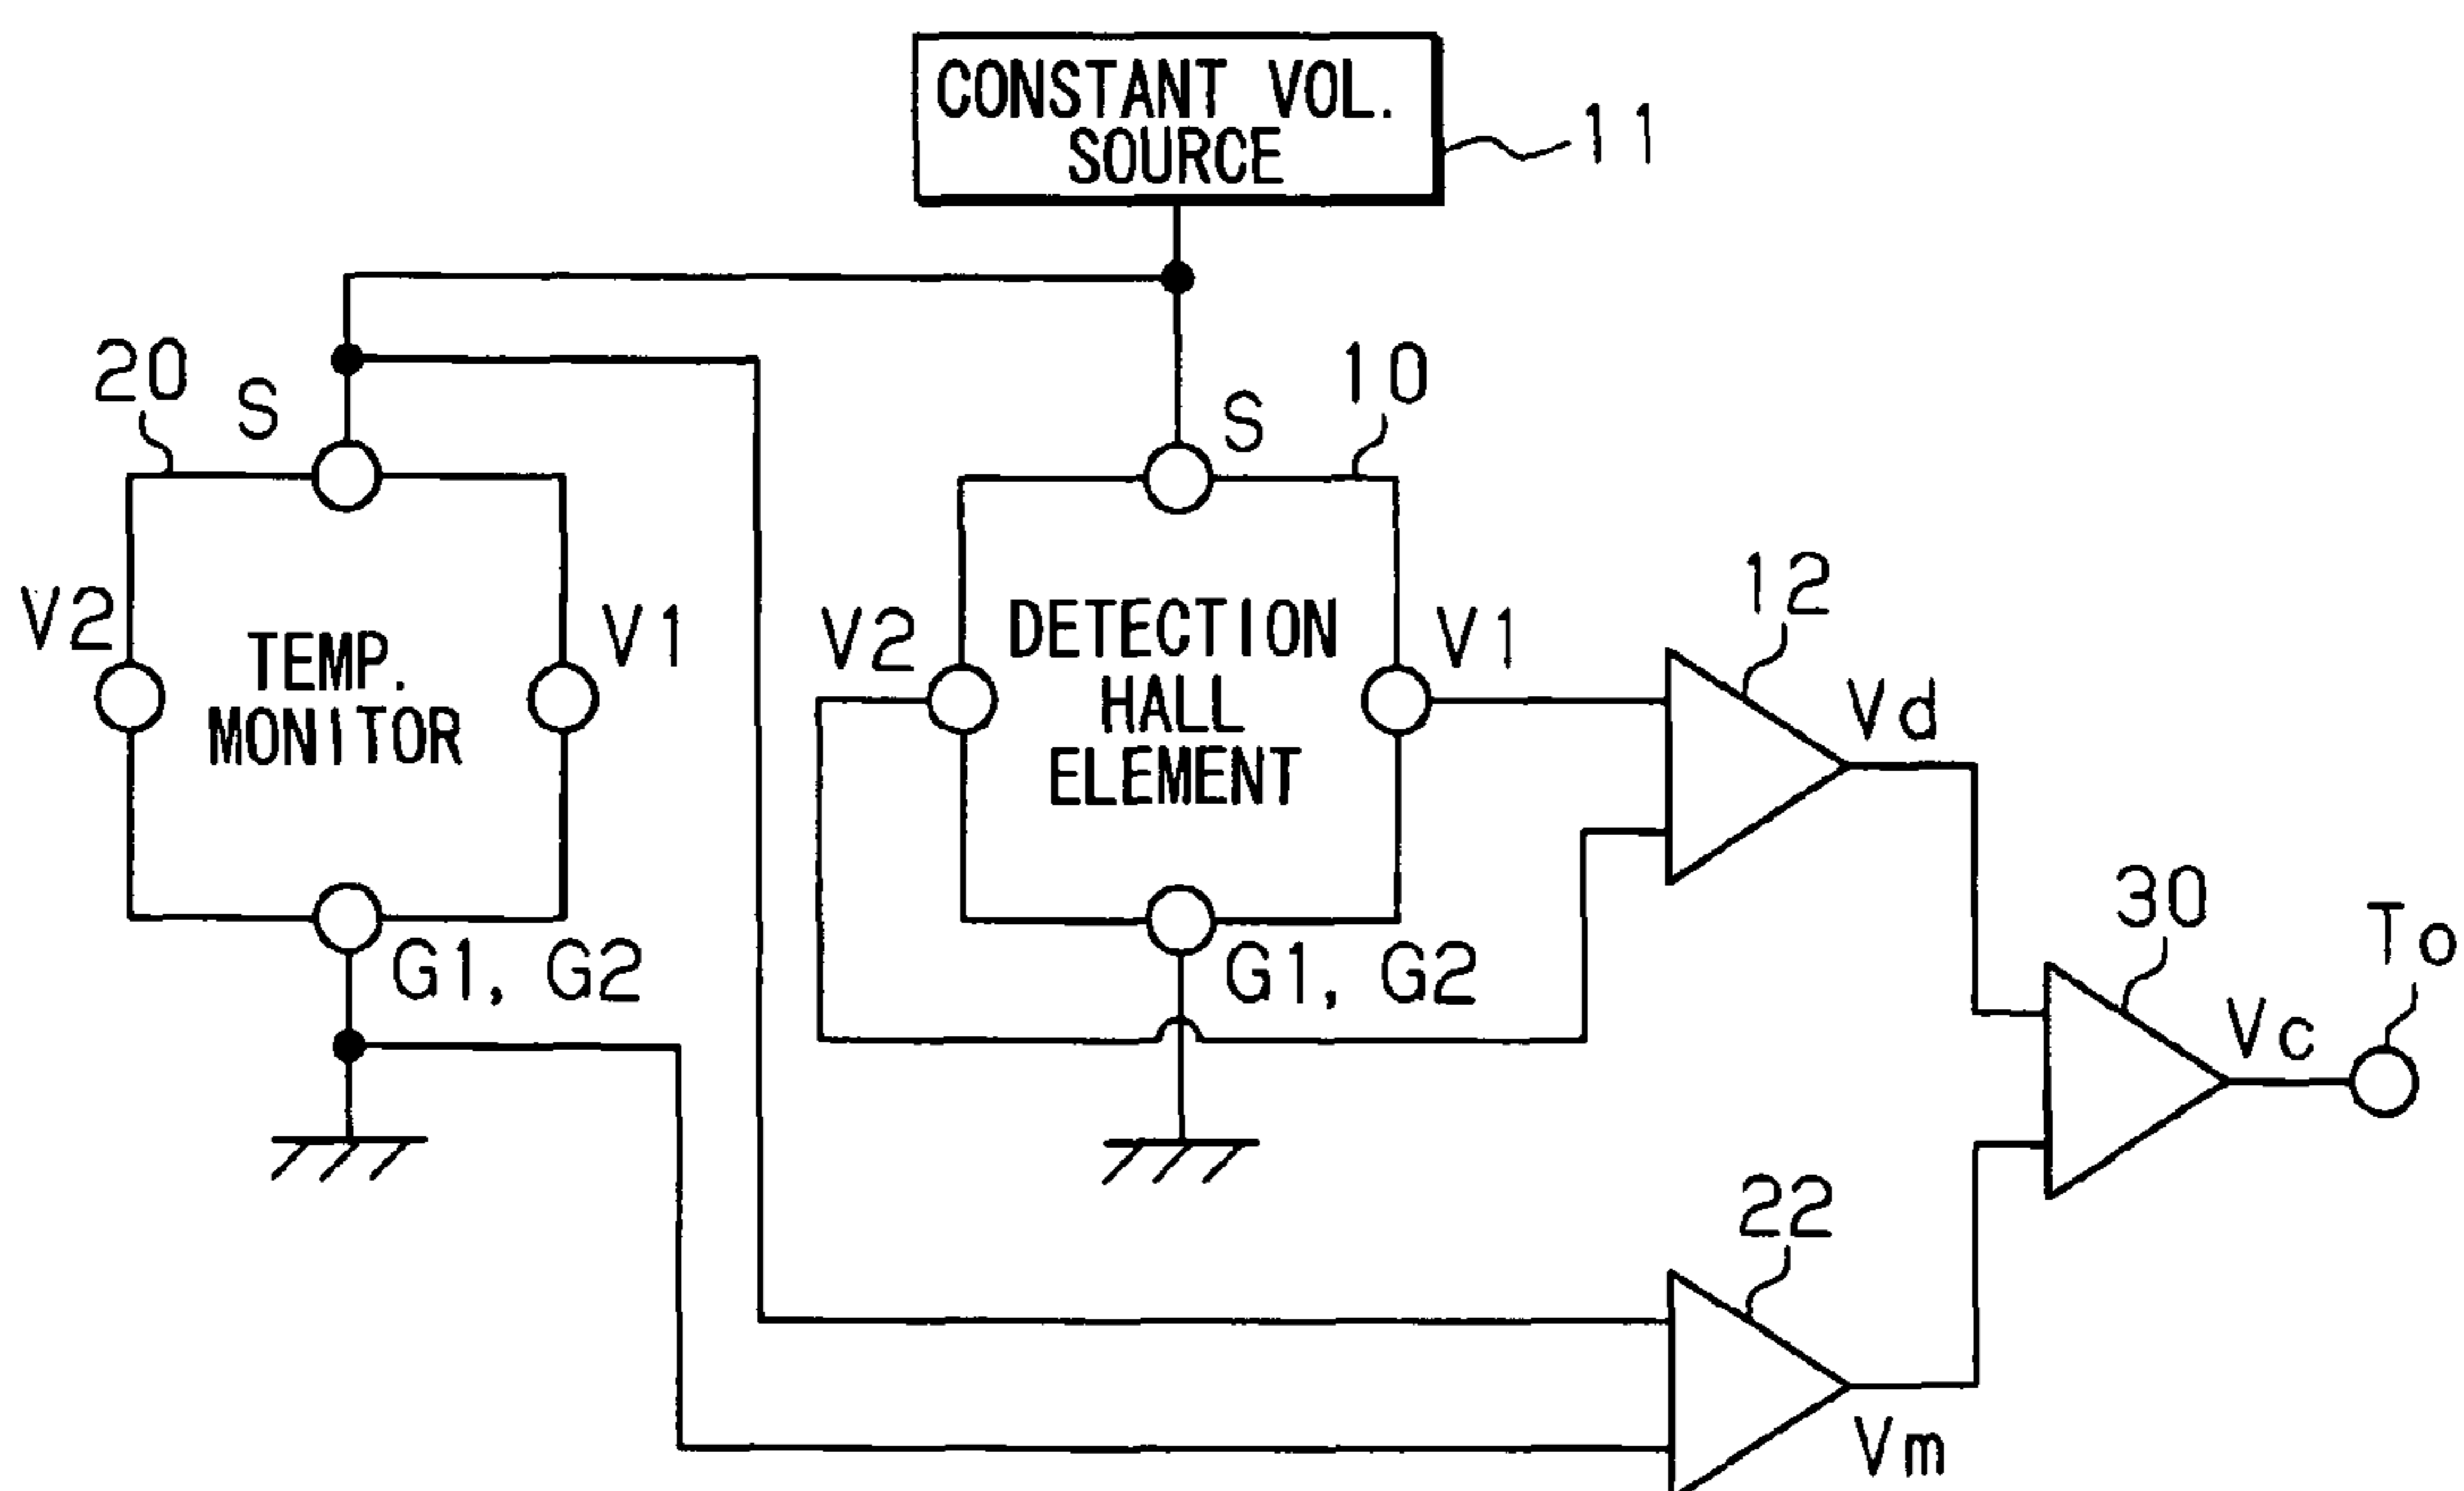 CONSTANT VOL.
SOURCE
11
20
S
S
10
V2
TEMP.
MONITOR
V1
V2
DETECTION
HALL
ELEMENT
V1
12
Vd
G1, G2
G1, G2
30
To
Vc
22
Vm